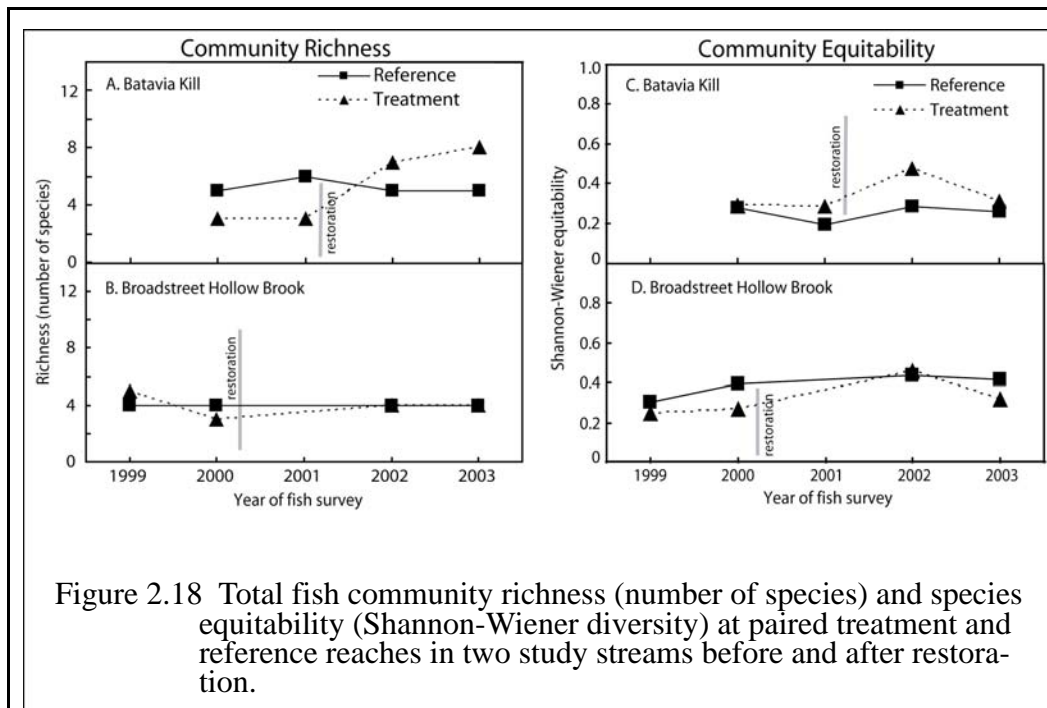 Community Richness
A. Batavia Kill
Reference
Treatment
12
8
4
0
restoration
B. Broadstreet Hollow Brook
12
8
4
0
restoration
Richness (number of species)
1999 2000 2001 2002 2003
Year of fish survey
Community Equitability
C. Batavia Kill
Reference
Treatment
1.0
0.8
0.6
0.4
0.2
0
restoration
D. Broadstreet Hollow Brook
0.8
0.6
0.4
0.2
0
restoration
Shannon-Wiener equitability
1999 2000 2001 2002 2003
Year of fish survey
Figure 2.18 Total fish community richness (number of species) and species
equitability (Shannon-Wiener diversity) at paired treatment and
reference reaches in two study streams before and after restora-
tion.